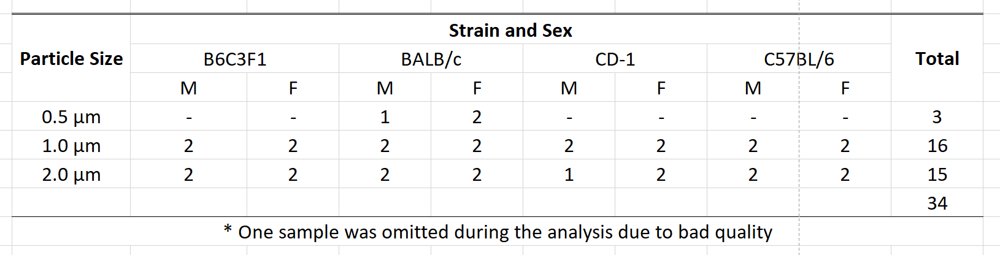 Strain and Sex
Particle Size B6C3F1 BALB/c CD-1 C57BL/6 Total
M F M F M F M F
0.5 µm - - 1 2 - - - - 3
1.0 µm 2 2 2 2 2 2 2 2 16
2.0 µm 2 2 2 2 1 2 2 2 15
34
* One sample was omitted during the analysis due to bad quality